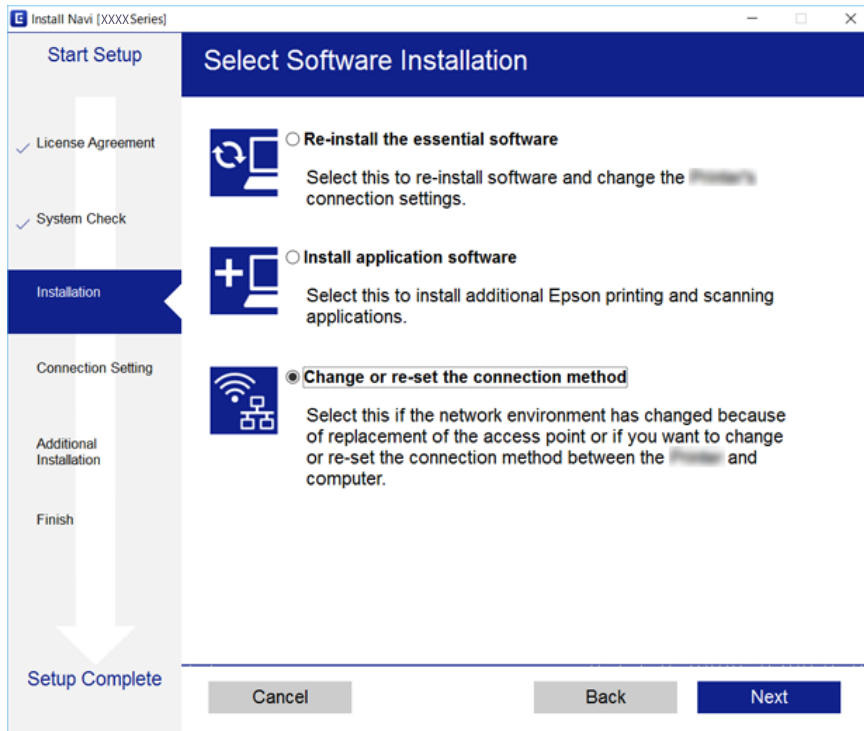 E Install Navi [XXXX Series]
Start Setup
License Agreement
System Check
Installation
Connection Setting
Additional
Installation
Finish
Setup Complete
Select Software Installation
Re-install the essential software
Select this to re-install software and change the
connection settings.
Install application software
Select this to install additional Epson printing and scanning
applications.
Change or re-set the connection method
Select this if the network environment has changed because
of replacement of the access point or if you want to change
or re-set the connection method between the and
computer.
Cancel
Back
Next